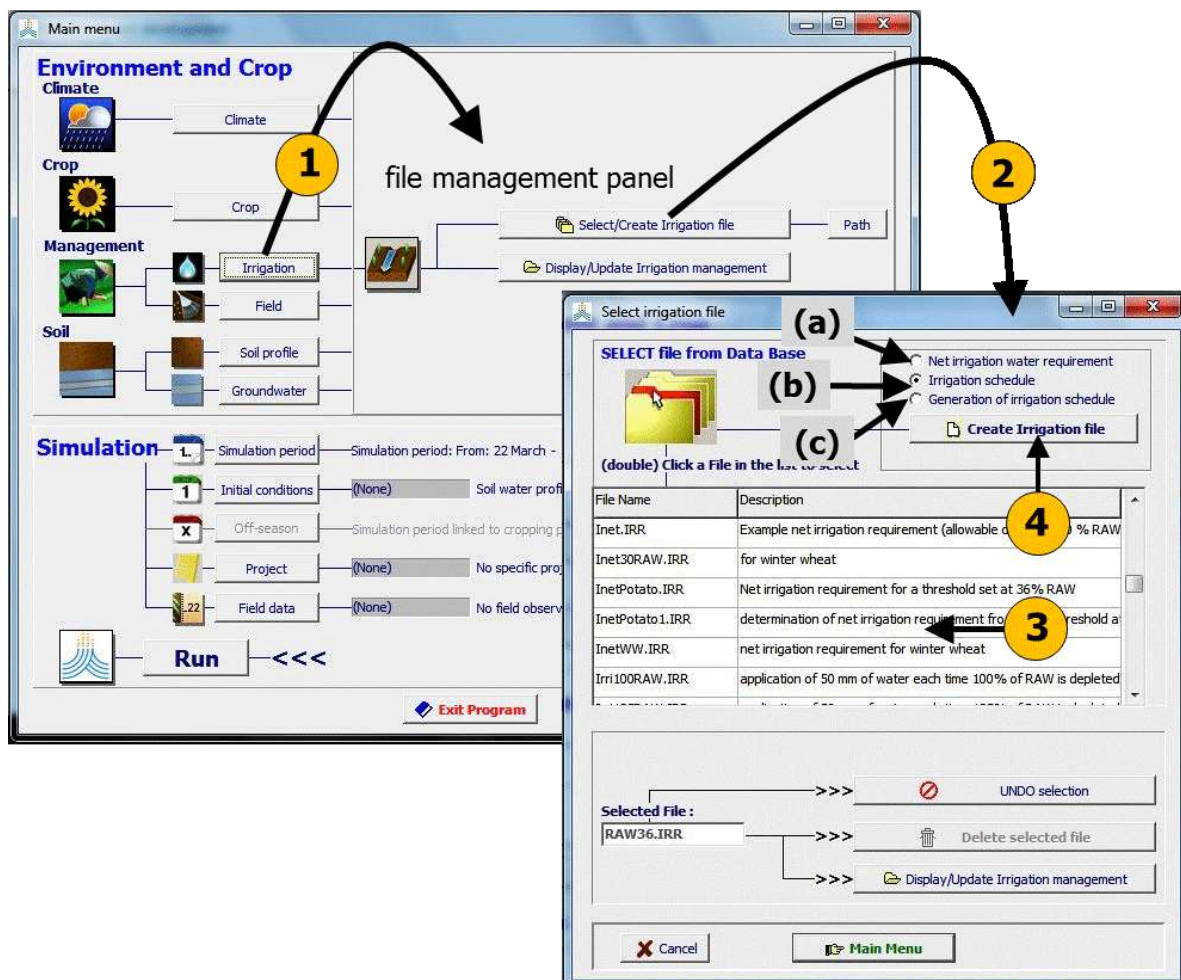 Main menu
Environment and Crop
Climate
Climate
Crop
1
2
file management panel
Crop
Select/Create Irrigation file
Path
Management
Irrigation
Display/Update Irrigation management
Field
Soil
Soil profile
Groundwater
Simulation
1..
Simulation period
Simulation period: From: 22 March -
1
Initial conditions
(None)
Soil water profi
X
Off-season
Simulation period linked to cropping p
Project
(None)
No specific proj
..22
Field data
(None)
No field observ
Run
<<<
Exit Program
Select irrigation file
(a)
SELECT file from Data Base
Net irrigation water requirement
(b)
Irrigation schedule
Generation of irrigation schedule
(c)
Create Irrigation file
(double) Click a File in the list to select
File Name Description
4
Inet.IRR Example net irrigation requirement (allowable % RAW
Inet30RAW.IRR for winter wheat
InetPotato.IRR Net irrigation requirement for a threshold set at 36% RAW
InetPotato1.IRR determination of net irrigation requirement
3
InetWW.IRR net irrigation requirement for winter wheat
Irri100RAW.IRR application of 50 mm of water each time 100% of RAW is depleted
>>> UNDO selection
Selected File :
RAW36.IRR
>>> Delete selected file
>>> Display/Update Irrigation management
Cancel
Main Menu